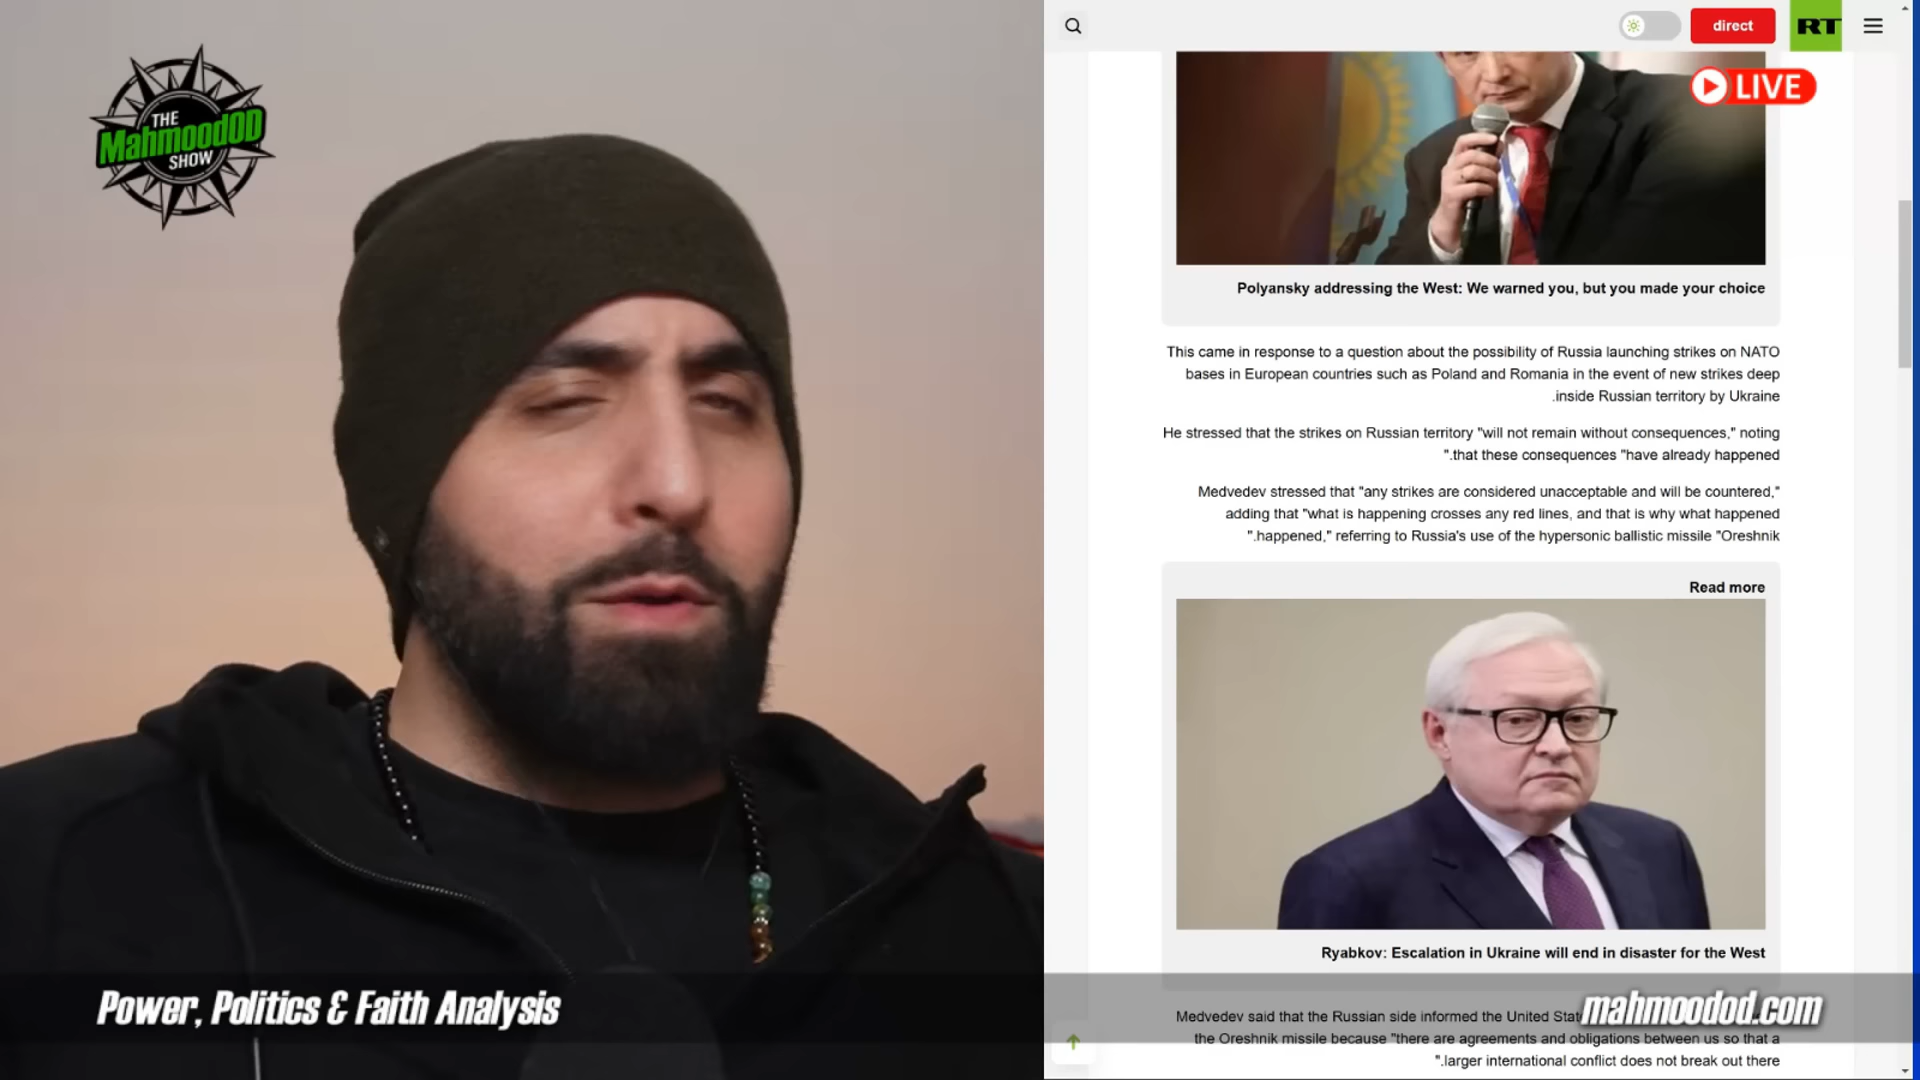 THE
MahmoodOD
SHOW
direct
RT
LIVE
Polyansky addressing the West: We warned you, but you made your choice
This came in response to a question about the possibility of Russia launching strikes on NATO
bases in European countries such as Poland and Romania in the event of new strikes deep
.inside Russian territory by Ukraine
He stressed that the strikes on Russian territory "will not remain without consequences," noting
".that these consequences "have already happened
Medvedev stressed that "any strikes are considered unacceptable and will be countered,"
adding that "what is happening crosses any red lines, and that is why what happened
".happened," referring to Russia's use of the hypersonic ballistic missile "Oreshnik
Read more
Ryabkov: Escalation in Ukraine will end in disaster for the West
Power, Politics & Faith Analysis
mahmoodod.com
Medvedev said that the Russian side informed the United
the Oreshnik missile because "there are agreements and obligations between us so that a
".larger international conflict does not break out there